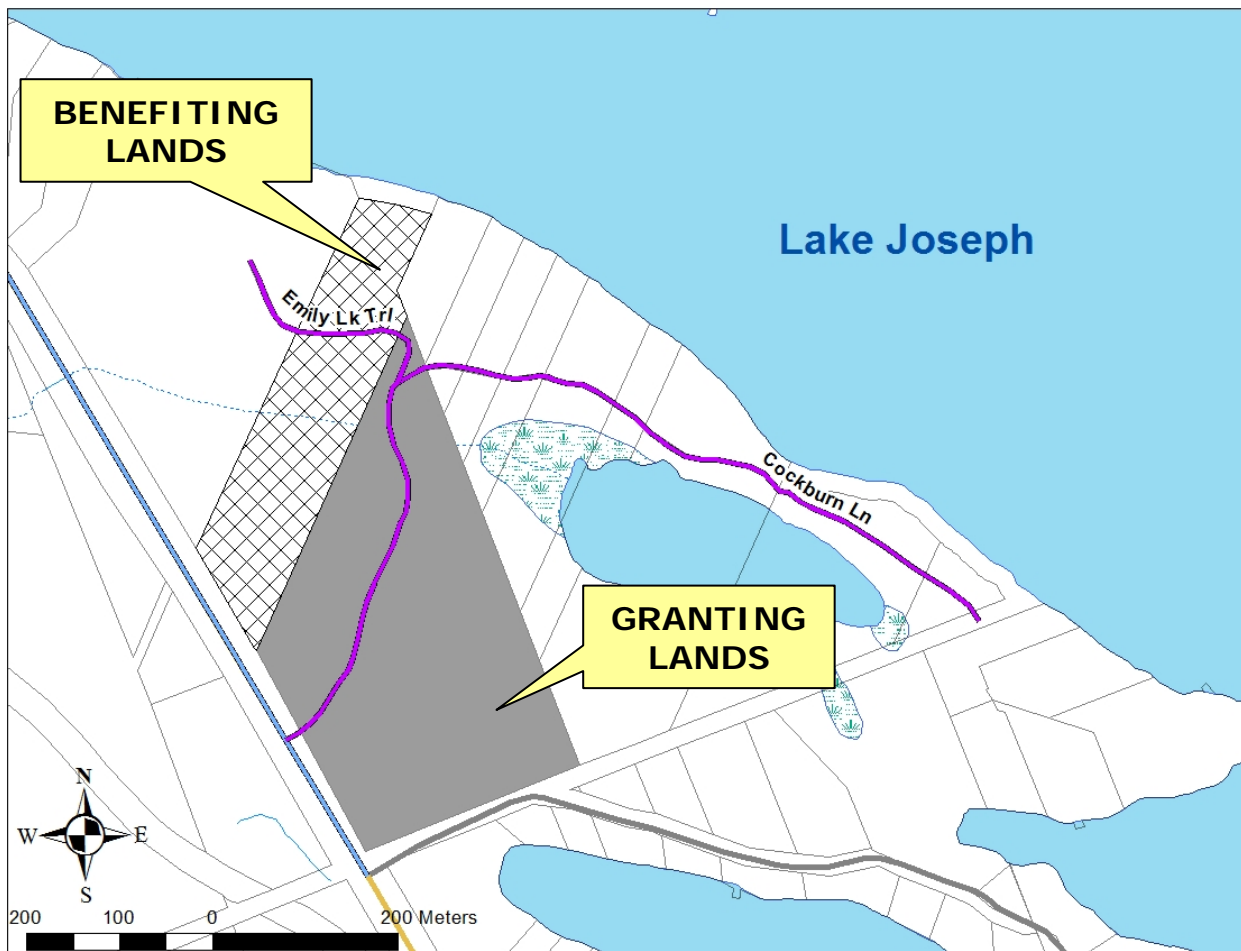 BENEFITING
LANDS
Lake Joseph
Emily Lk Trl
Cockburn Ln
GRANTING
LANDS
N
W
E
S
200 100 0 200 Meters